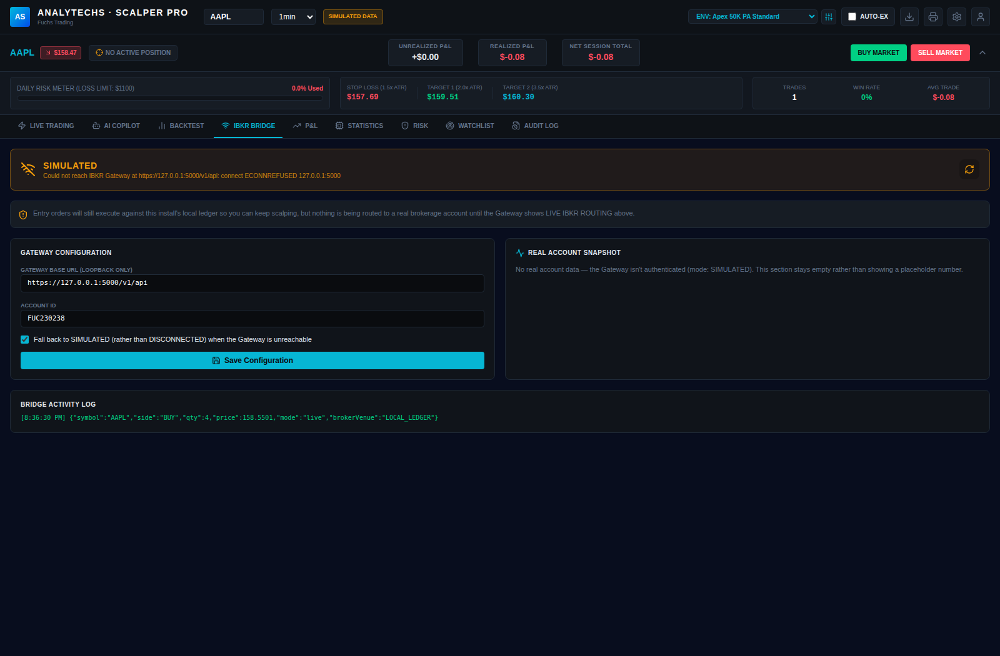 AS
ANALYTECHS · SCALPER PRO
Fuchs Trading
AAPL
1min
SIMULATED DATA
ENV: Apex 50K PA Standard
AUTO-EX
AAPL
$158.47
NO ACTIVE POSITION
UNREALIZED P&L
+$0.00
REALIZED P&L
$-0.08
NET SESSION TOTAL
$-0.08
BUY MARKET
SELL MARKET
DAILY RISK METER (LOSS LIMIT: $1100)
0.0% Used
STOP LOSS (1.5x ATR)
$157.69
TARGET 1 (2.0x ATR)
$159.51
TARGET 2 (3.5x ATR)
$160.30
TRADES
1
WIN RATE
0%
AVG TRADE
$-0.08
LIVE TRADING
AI COPILOT
BACKTEST
IBKR BRIDGE
P&L
STATISTICS
RISK
WATCHLIST
AUDIT LOG
SIMULATED
Could not reach IBKR Gateway at https://127.0.0.1:5000/v1/api: connect ECONNREFUSED 127.0.0.1:5000
Entry orders will still execute against this install's local ledger so you can keep scalping, but nothing is being routed to a real brokerage account until the Gateway shows LIVE IBKR ROUTING above.
GATEWAY CONFIGURATION
GATEWAY BASE URL (LOOPBACK ONLY)
https://127.0.0.1:5000/v1/api
ACCOUNT ID
FUC230238
Fall back to SIMULATED (rather than DISCONNECTED) when the Gateway is unreachable
Save Configuration
REAL ACCOUNT SNAPSHOT
No real account data — the Gateway isn't authenticated (mode: SIMULATED). This section stays empty rather than showing a placeholder number.
BRIDGE ACTIVITY LOG
[8:36:30 PM] {"symbol":"AAPL","side":"BUY","qty":4,"price":158.5501,"mode":"live","brokerVenue":"LOCAL_LEDGER"}